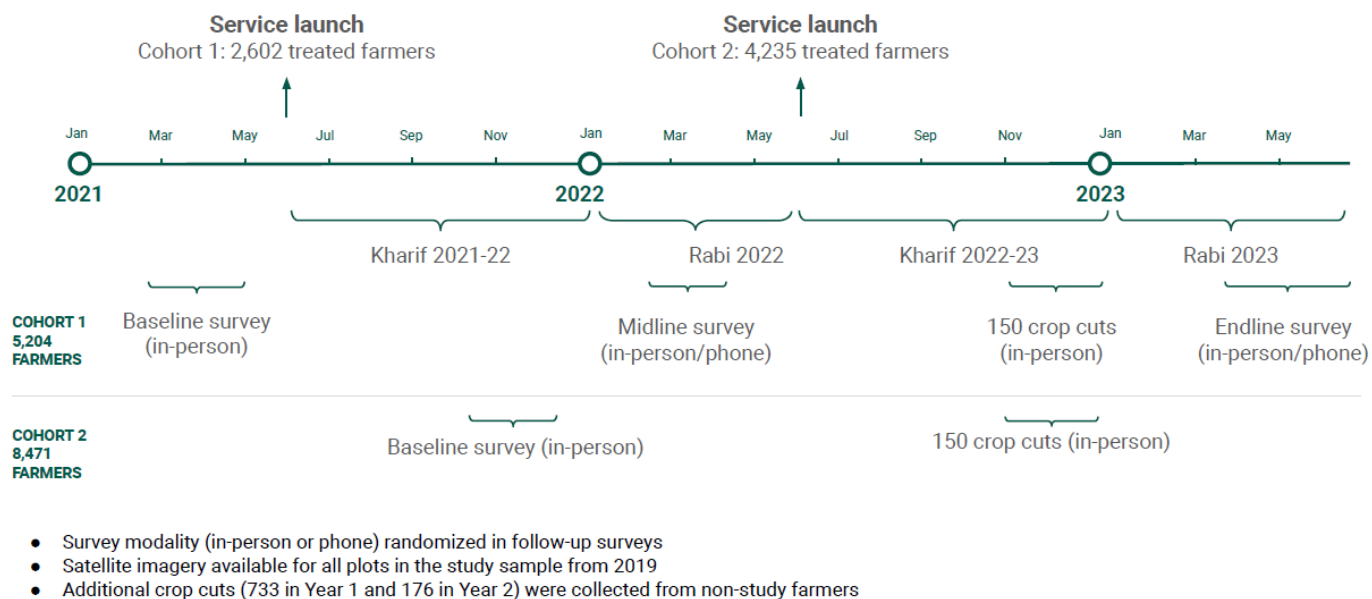 Service launch
Cohort 1: 2,602 treated farmers
Service launch
Cohort 2: 4,235 treated farmers
Jan Mar May Jul Sep Nov Jan Mar May Jul Sep Nov Jan Mar May
2021 2022 2023
Kharif 2021-22 Rabi 2022 Kharif 2022-23 Rabi 2023
COHORT 1
5,204
FARMERS
Baseline survey
(in-person)
Midline survey
(in-person/phone)
150 crop cuts
(in-person)
Endline survey
(in-person/phone)
COHORT 2
8,471
FARMERS
Baseline survey (in-person)
150 crop cuts (in-person)
● Survey modality (in-person or phone) randomized in follow-up surveys
● Satellite imagery available for all plots in the study sample from 2019
● Additional crop cuts (733 in Year 1 and 176 in Year 2) were collected from non-study farmers